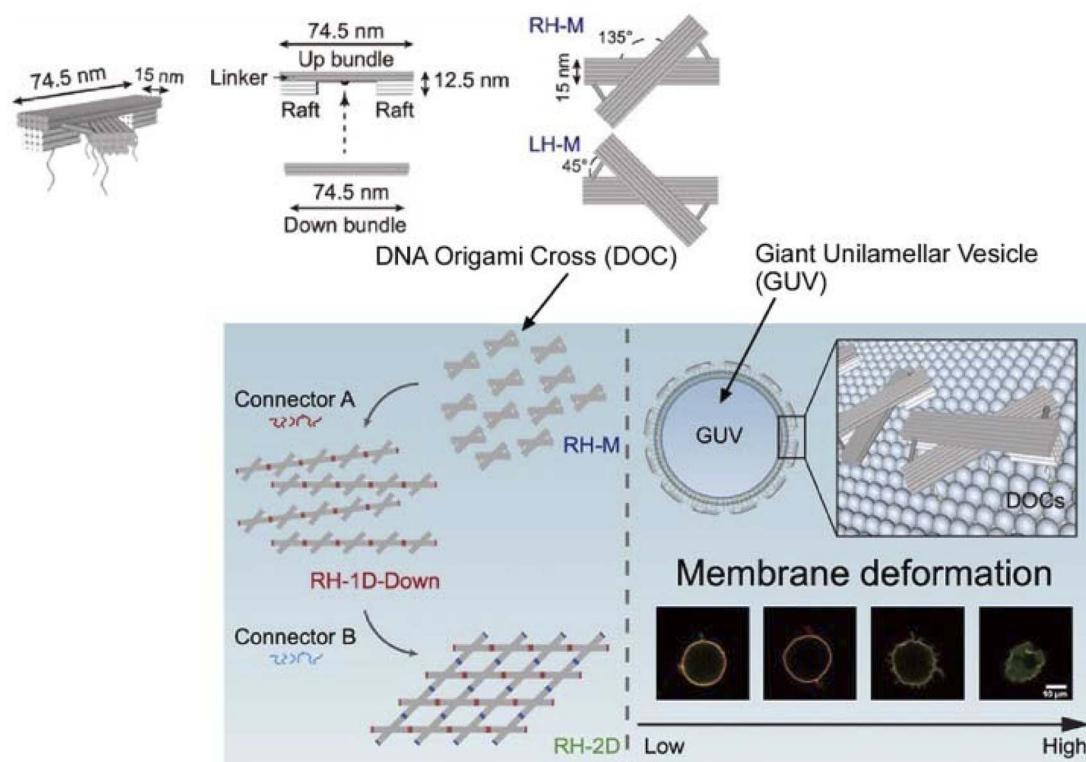 74.5 nm
15 nm
74.5 nm
Up bundle
Linker
12.5 nm
Raft
Raft
74.5 nm
Down bundle
RH-M
135°
15 nm
LH-M
45°
DNA Origami Cross (DOC)
Giant Unilamellar Vesicle
(GUV)
Connector A
RH-M
RH-1D-Down
Connector B
RH-2D
GUV
DOCs
Membrane deformation
10 µm
Low
High